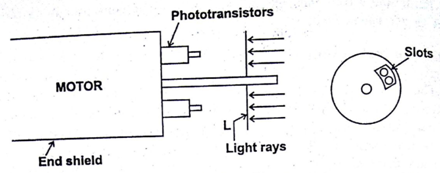 Phototransistors
Slots
MOTOR
L
Light rays
End shield